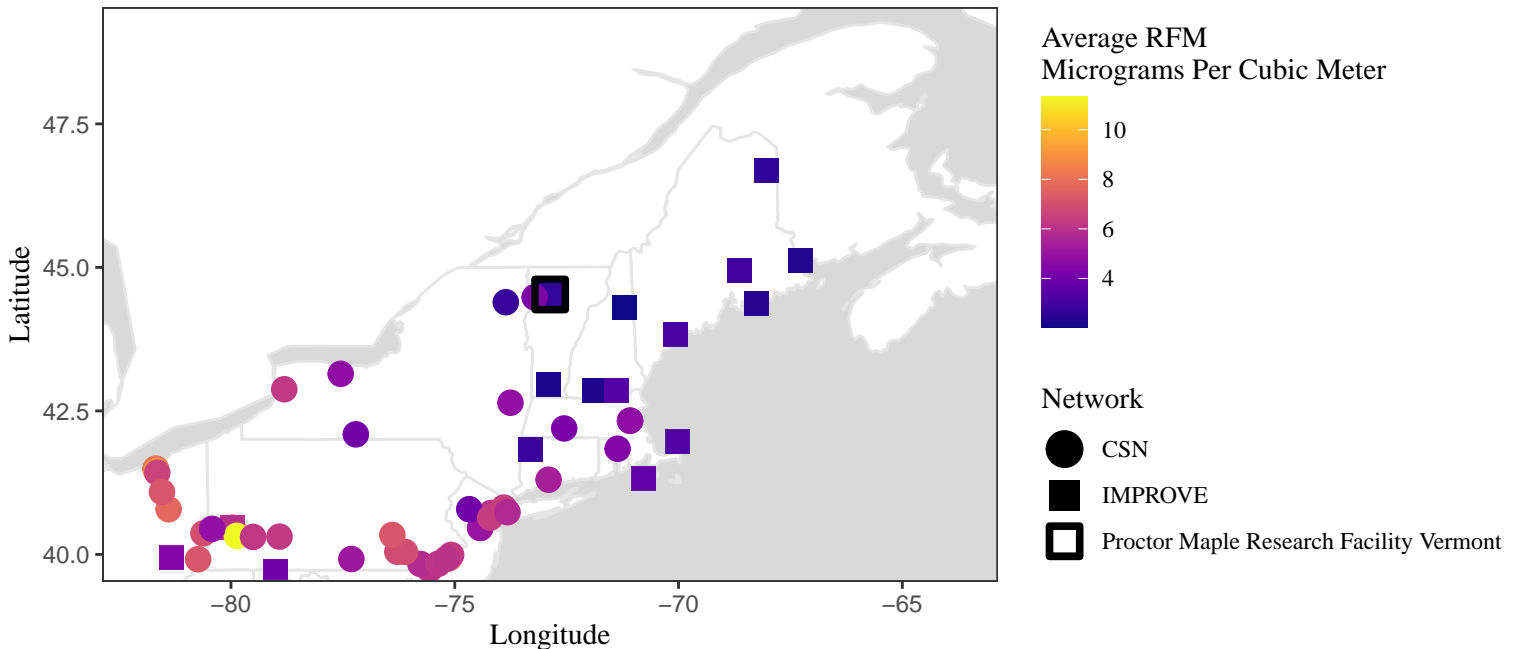 47.5
45.0
42.5
40.0
Latitude
−80
−75
−70
−65
Longitude
Average RFM
Micrograms Per Cubic Meter
10
8
6
4
Network
CSN
IMPROVE
Proctor Maple Research Facility Vermont